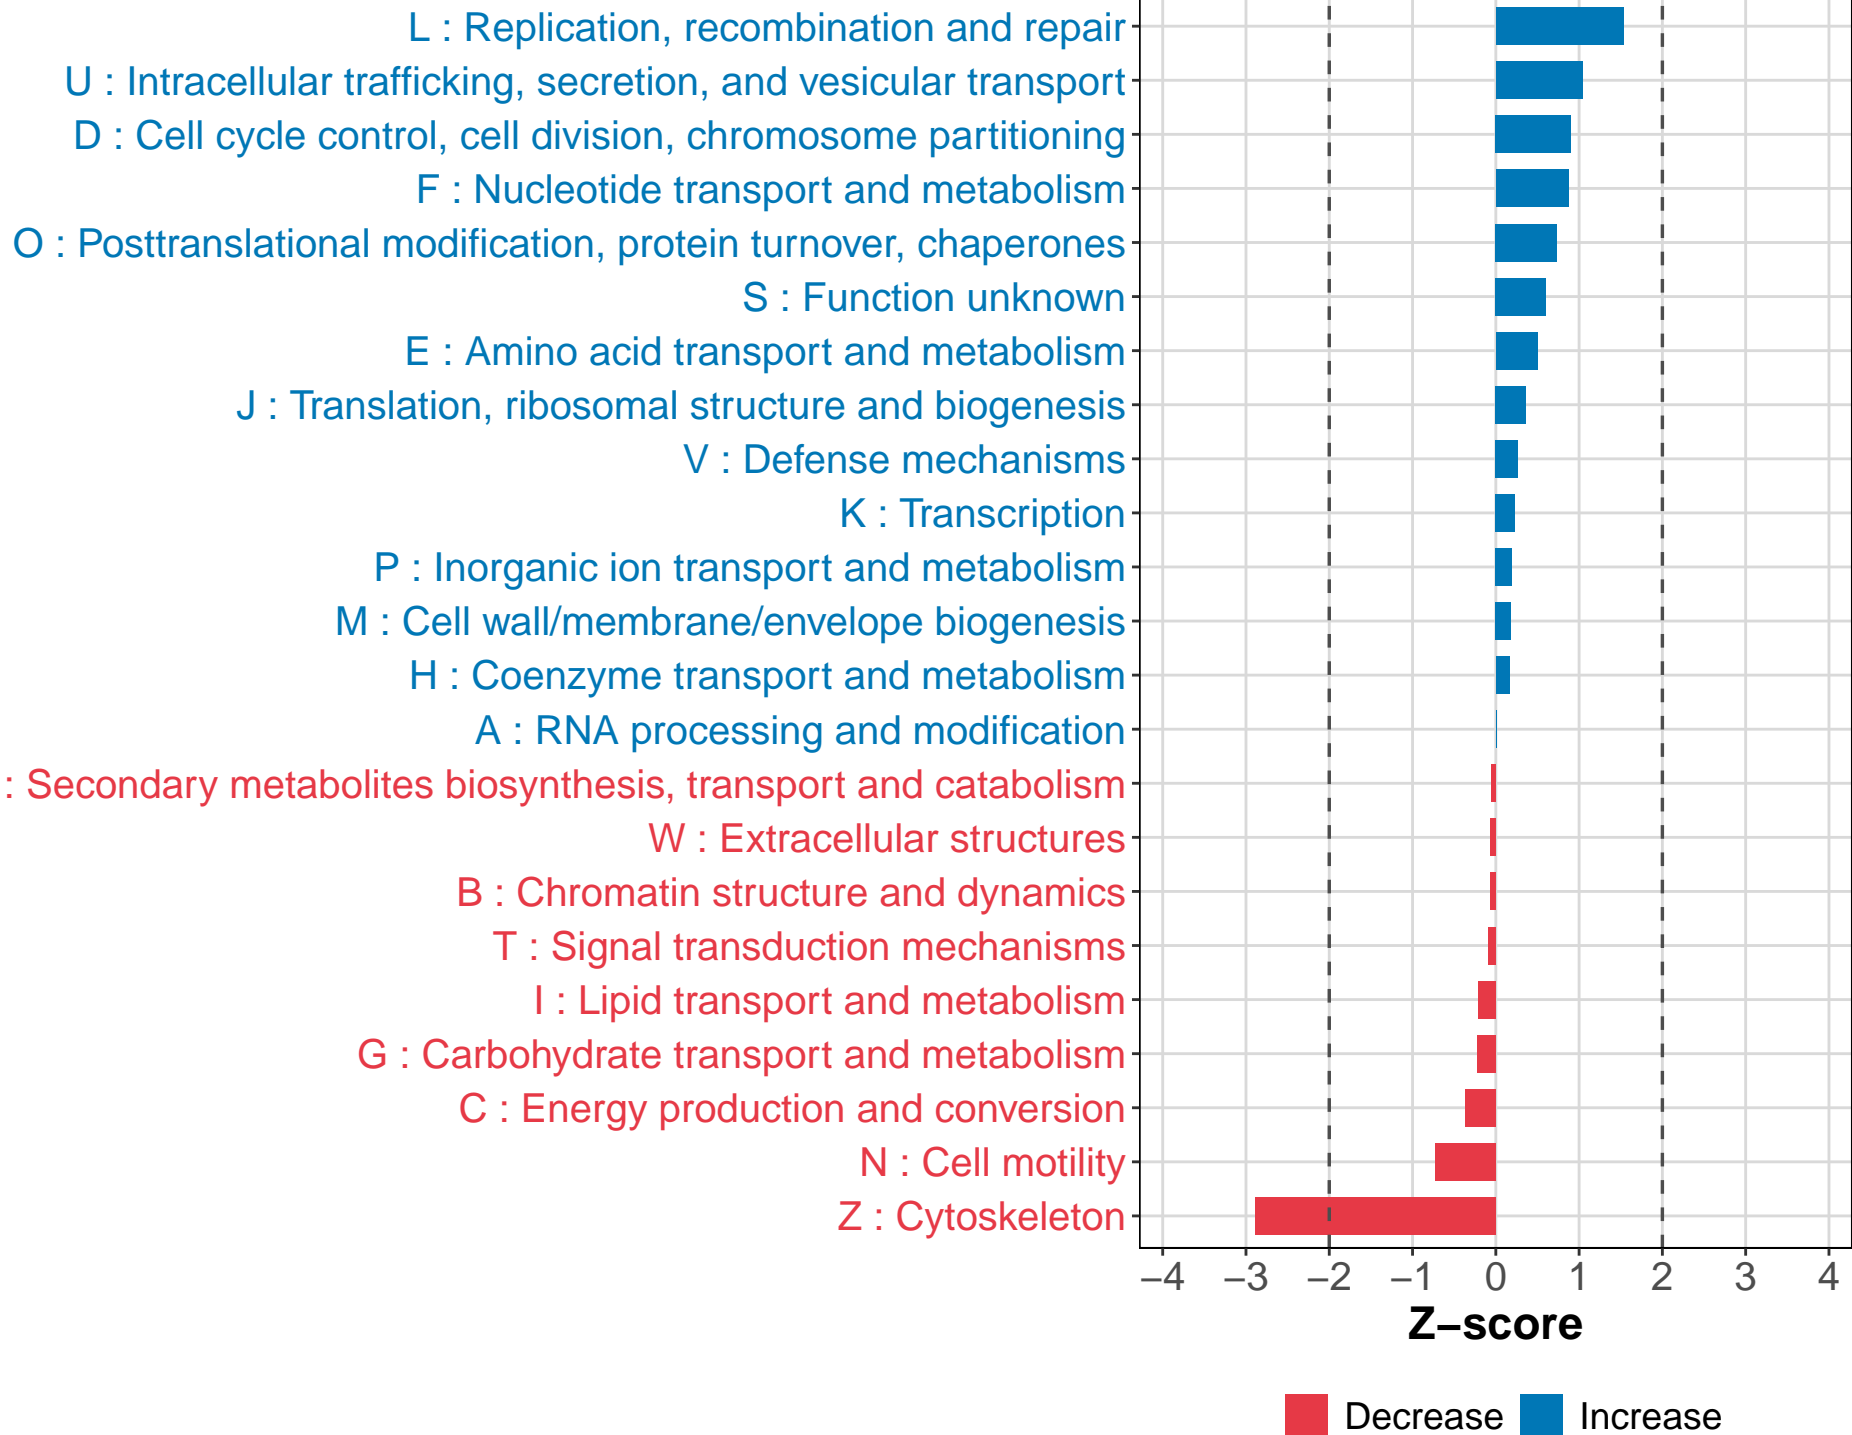 L : Replication, recombination and repair
U : Intracellular trafficking, secretion, and vesicular transport
D : Cell cycle control, cell division, chromosome partitioning
F : Nucleotide transport and metabolism
O : Posttranslational modification, protein turnover, chaperones
S : Function unknown
E : Amino acid transport and metabolism
J : Translation, ribosomal structure and biogenesis
V : Defense mechanisms
K : Transcription
P : Inorganic ion transport and metabolism
M : Cell wall/membrane/envelope biogenesis
H : Coenzyme transport and metabolism
A : RNA processing and modification
: Secondary metabolites biosynthesis, transport and catabolism
W : Extracellular structures
B : Chromatin structure and dynamics
T : Signal transduction mechanisms
I : Lipid transport and metabolism
G : Carbohydrate transport and metabolism
C : Energy production and conversion
N : Cell motility
Z : Cytoskeleton
−4 −3 −2 −1 0 1 2 3 4
Z−score
Decrease Increase